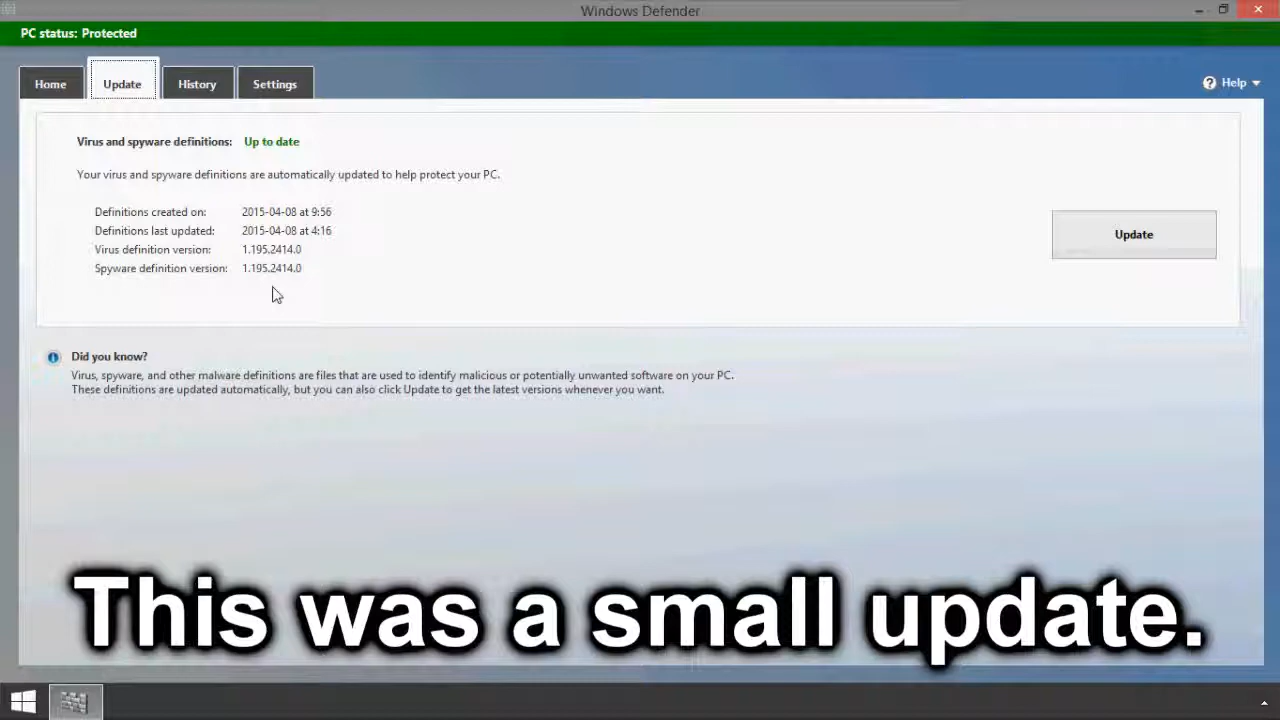 Windows Defender
PC status: Protected
Home
Update
History
Settings
Help
Virus and spyware definitions: Up to date
Your virus and spyware definitions are automatically updated to help protect your PC.
Definitions created on: 2015-04-08 at 9:56
Definitions last updated: 2015-04-08 at 4:16
Virus definition version: 1.195.2414.0
Spyware definition version: 1.195.2414.0
Update
Did you know?
Virus, spyware, and other malware definitions are files that are used to identify malicious or potentially unwanted software on your PC.
These definitions are updated automatically, but you can also click Update to get the latest versions whenever you want.
This was a small update.